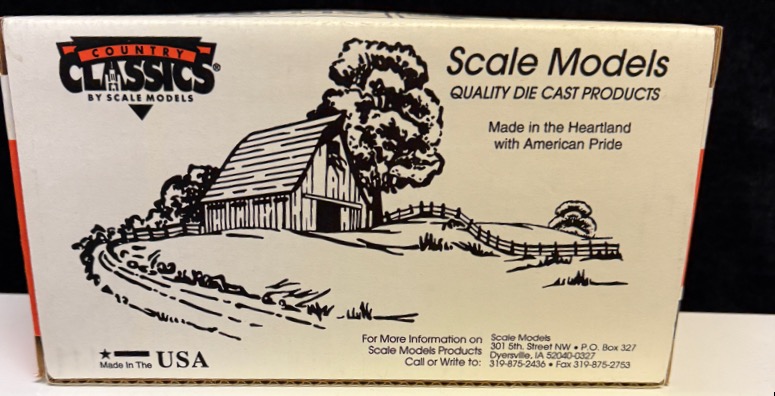 COUNTRY
CLASSICS®
BY SCALE MODELS
Scale Models
QUALITY DIE CAST PRODUCTS
Made in the Heartland
with American Pride
For More Information on
Scale Models Products
Call or Write to:
Scale Models
301 5th. Street NW • P.O. Box 327
Dyersville, IA 52040-0327
319-875-2436 • Fax 319-875-2753
Made In The USA